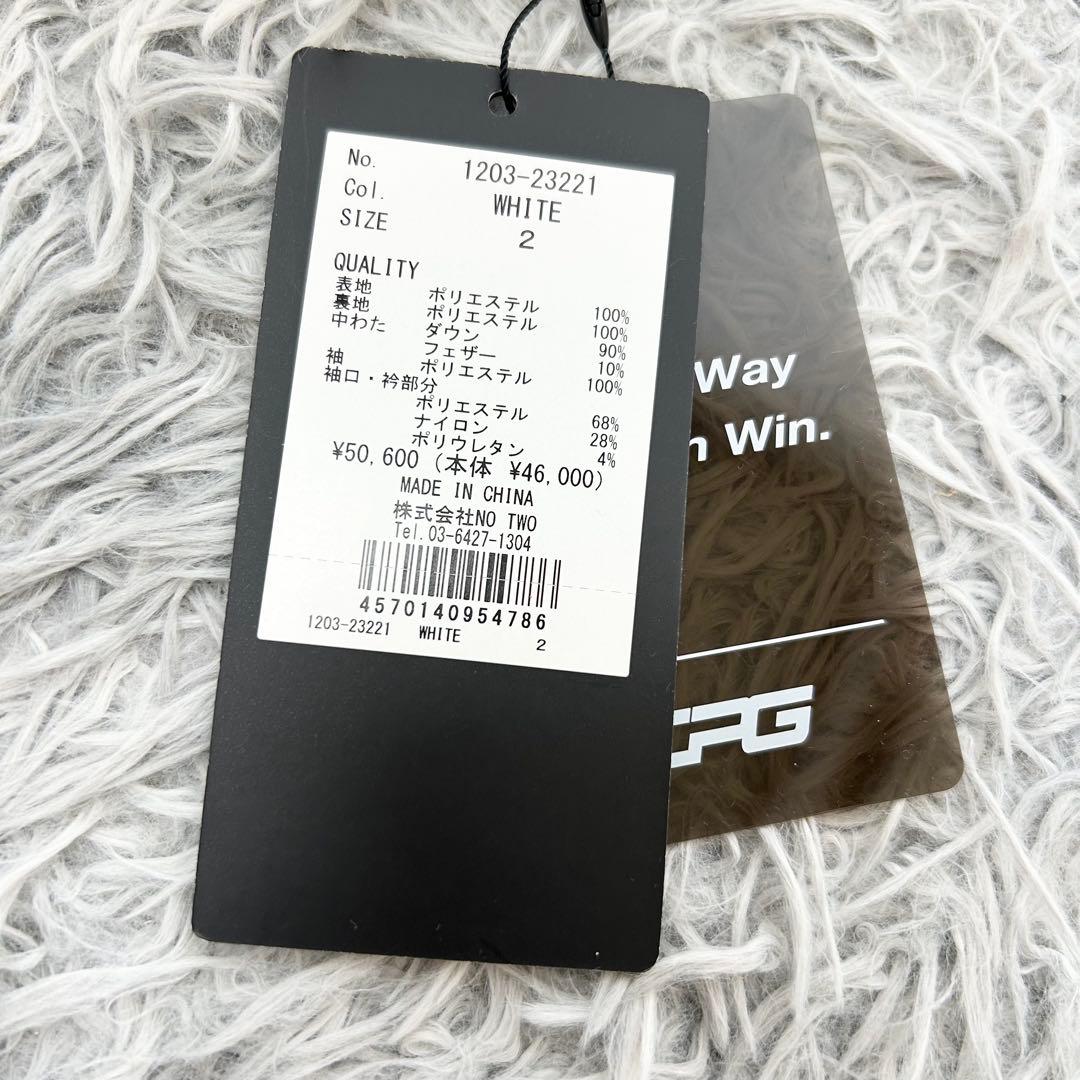 No. 1203-23221
Col. WHITE
SIZE 2
QUALITY
表地 ポリエステル 100%
裏地 ポリエステル 100%
中わた ダウン 90%
フェザー 10%
袖 ポリエステル 100%
袖口・衿部分
ポリエステル 68%
ナイロン 28%
ポリウレタン 4%
¥50,600 (本体 ¥46,000)
MADE IN CHINA
株式会社NO TWO
Tel.03-6427-1304
4570140954786
1203-23221 WHITE 2
Way
Win.
CPG